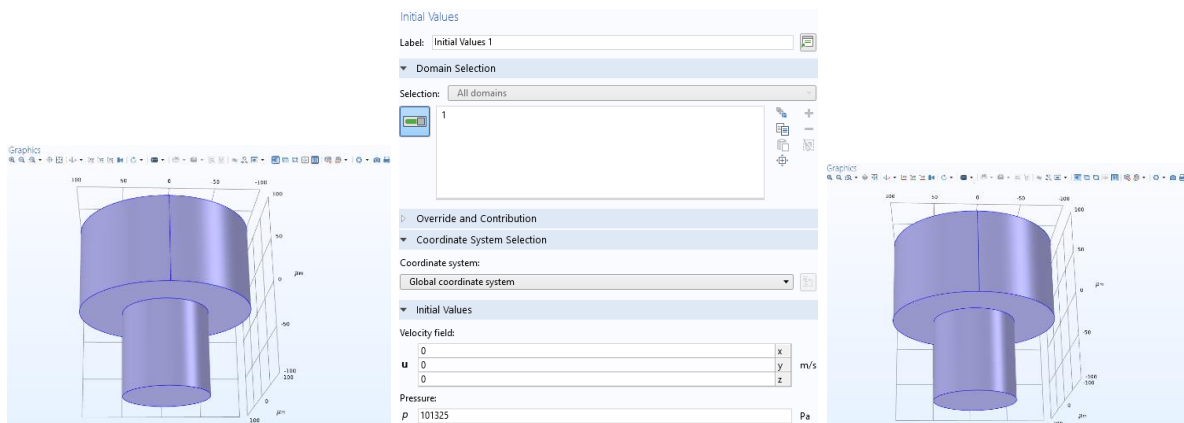 Graphics
100
50
0
50
-100
100
50
0
μm
-50
-100
100
0
μm
100
Initial Values
Label: Initial Values 1
Domain Selection
Selection: All domains
1
Override and Contribution
Coordinate System Selection
Coordinate system:
Global coordinate system
Initial Values
Velocity field:
0 x
u 0 y m/s
0 z
Pressure:
p 101325 Pa
Graphics
100
50
0
-50
-100
100
50
0
μm
-50
-100
100
0
μm
100